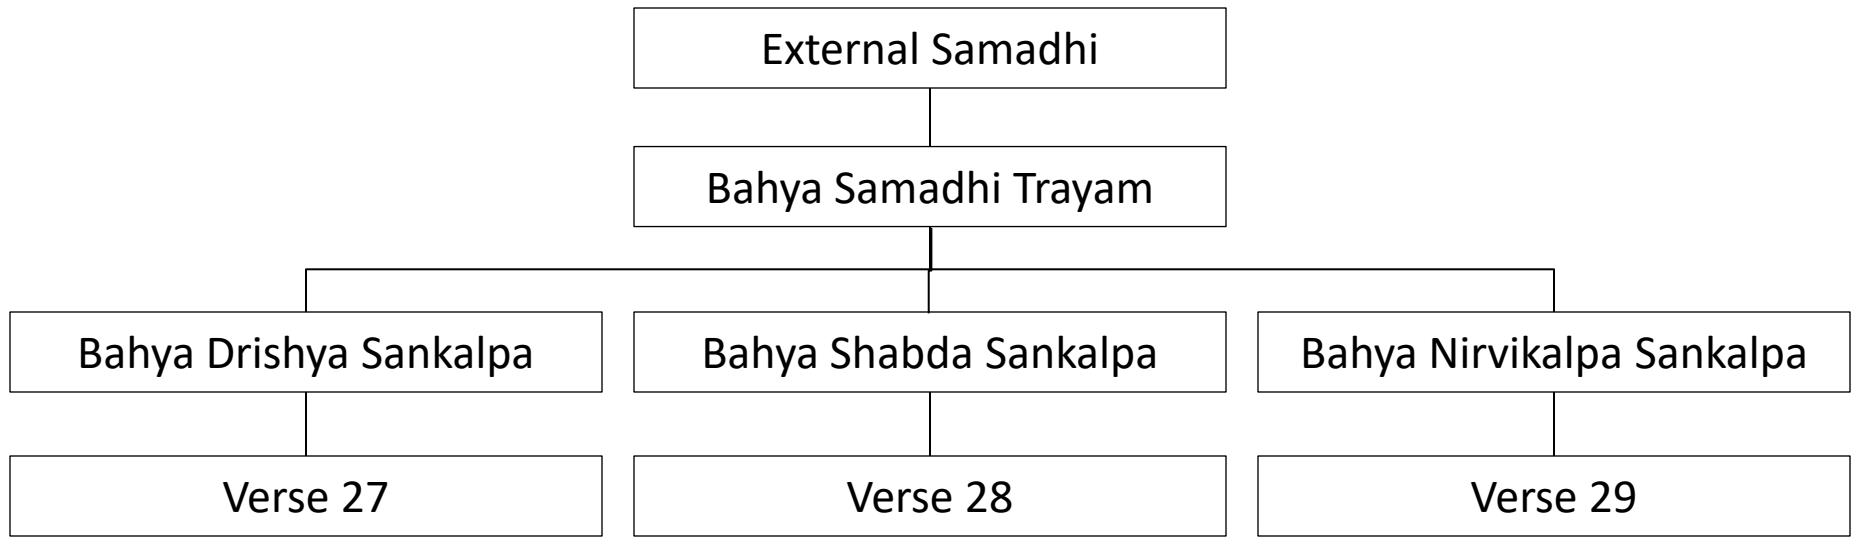 External Samadhi
Bahya Samadhi Trayam
Bahya Drishya Sankalpa
Bahya Shabda Sankalpa
Bahya Nirvikalpa Sankalpa
Verse 27
Verse 28
Verse 29